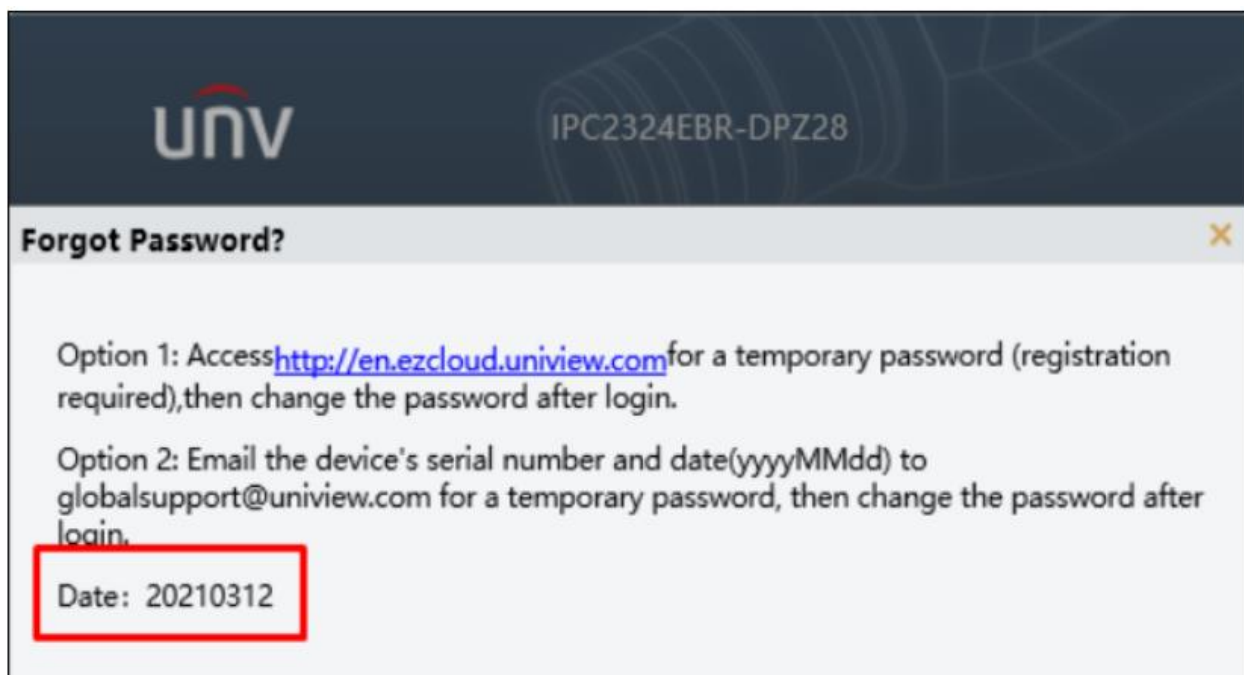 unv
IPC2324EBR-DPZ28
Forgot Password?
Option 1: Accesshttp://en.ezcloud.uniview.comfor a temporary password (registration
required),then change the password after login.
Option 2: Email the device's serial number and date(yyyyMMdd) to
globalsupport@uniview.com for a temporary password, then change the password after
login.
Date: 20210312